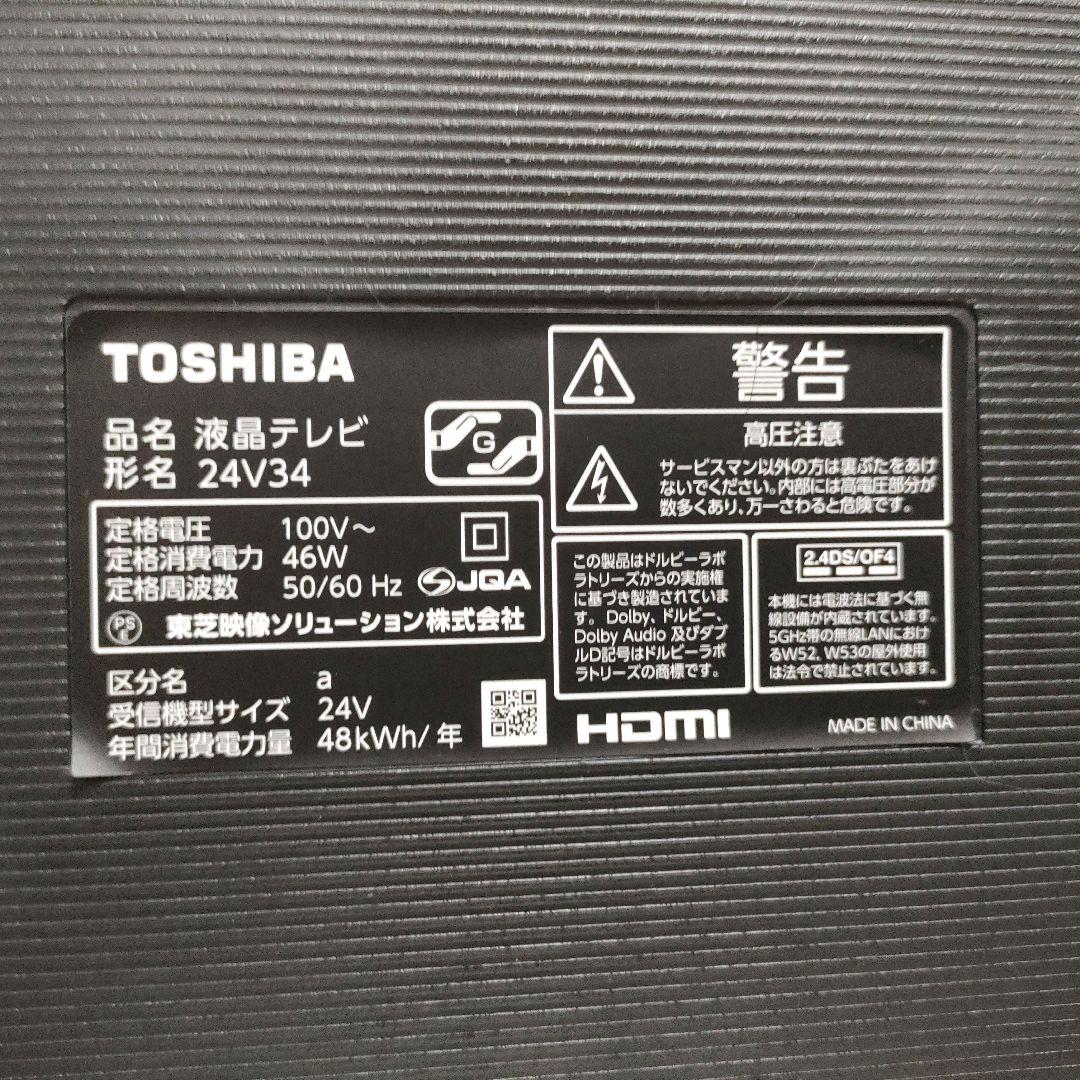 TOSHIBA
品名 液晶テレビ
形名 24V34
G
定格電圧 100V～
定格消費電力 46W
定格周波数 50/60 Hz
JQA
PS
E
東芝映像ソリューション株式会社
区分名 a
受信機型サイズ 24V
年間消費電力量 48kWh/年
警告
高圧注意
サービスマン以外の方は裏ぶたをあけ
ないでください。内部には高電圧部分が
数多くあり、万一さわると危険です。
この製品はドルビーラボ
ラトリーズからの実施権
に基づき製造されていま
す。Dolby、ドルビー、
Dolby Audio 及びダブ
ルD記号はドルビーラボ
ラトリーズの商標です。
2.4DS/OF4
本機には電波法に基づく無
線設備が内蔵されています。
5GHz帯の無線LANにおけ
るW52、W53の屋外使用
は法令で禁止されています。
HDMI
MADE IN CHINA